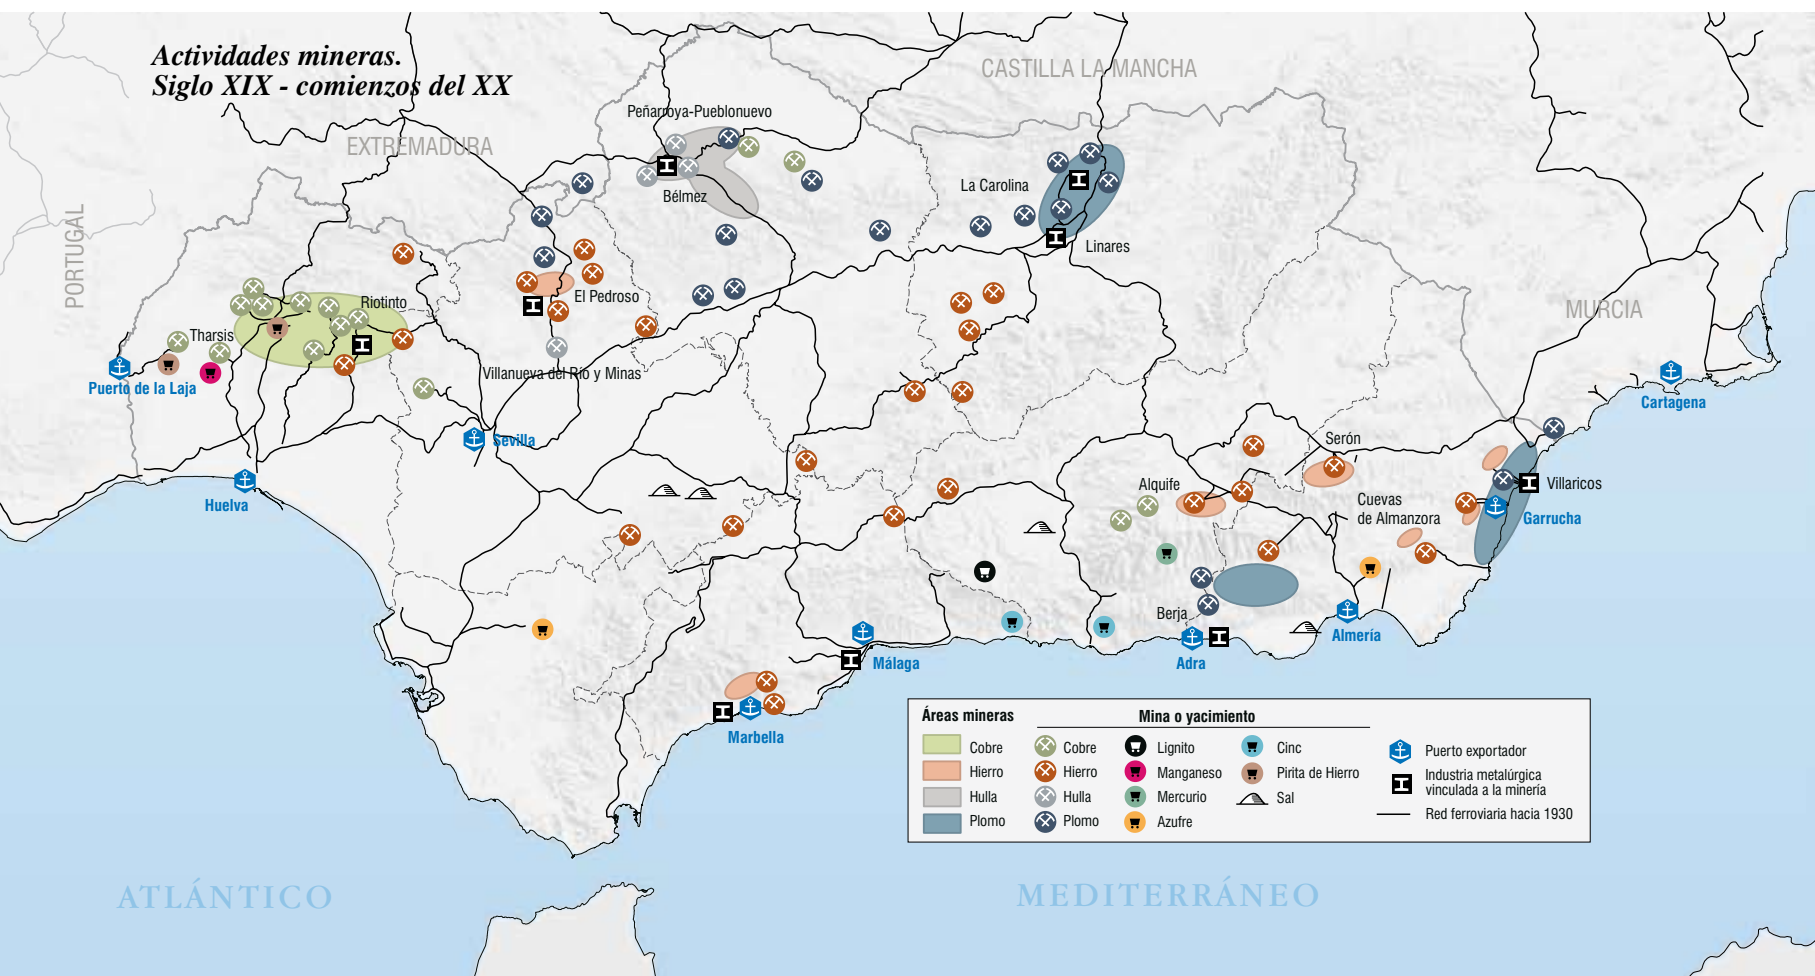 Actividades mineras.
Siglo XIX - comienzos del XX
CASTILLA LA MANCHA
EXTREMADURA
PORTUGAL
MURCIA
Peñarroya-Pueblonuevo
Bélmez
La Carolina
Linares
El Pedroso
Riotinto
Tharsis
Villanueva del Río y Minas
Puerto de la Laja
Sevilla
Huelva
Cartagena
Serón
Alquife
Cuevas
de Almanzora
Villaricos
Garrucha
Berja
Adra
Almería
Málaga
Marbella
ATLÁNTICO
MEDITERRÁNEO
Áreas mineras
Cobre
Hierro
Hulla
Plomo
Mina o yacimiento
Cobre
Hierro
Hulla
Plomo
Lignito
Manganeso
Mercurio
Azufre
Cinc
Pirita de Hierro
Sal
Puerto exportador
Industria metalúrgica
vinculada a la minería
Red ferroviaria hacia 1930